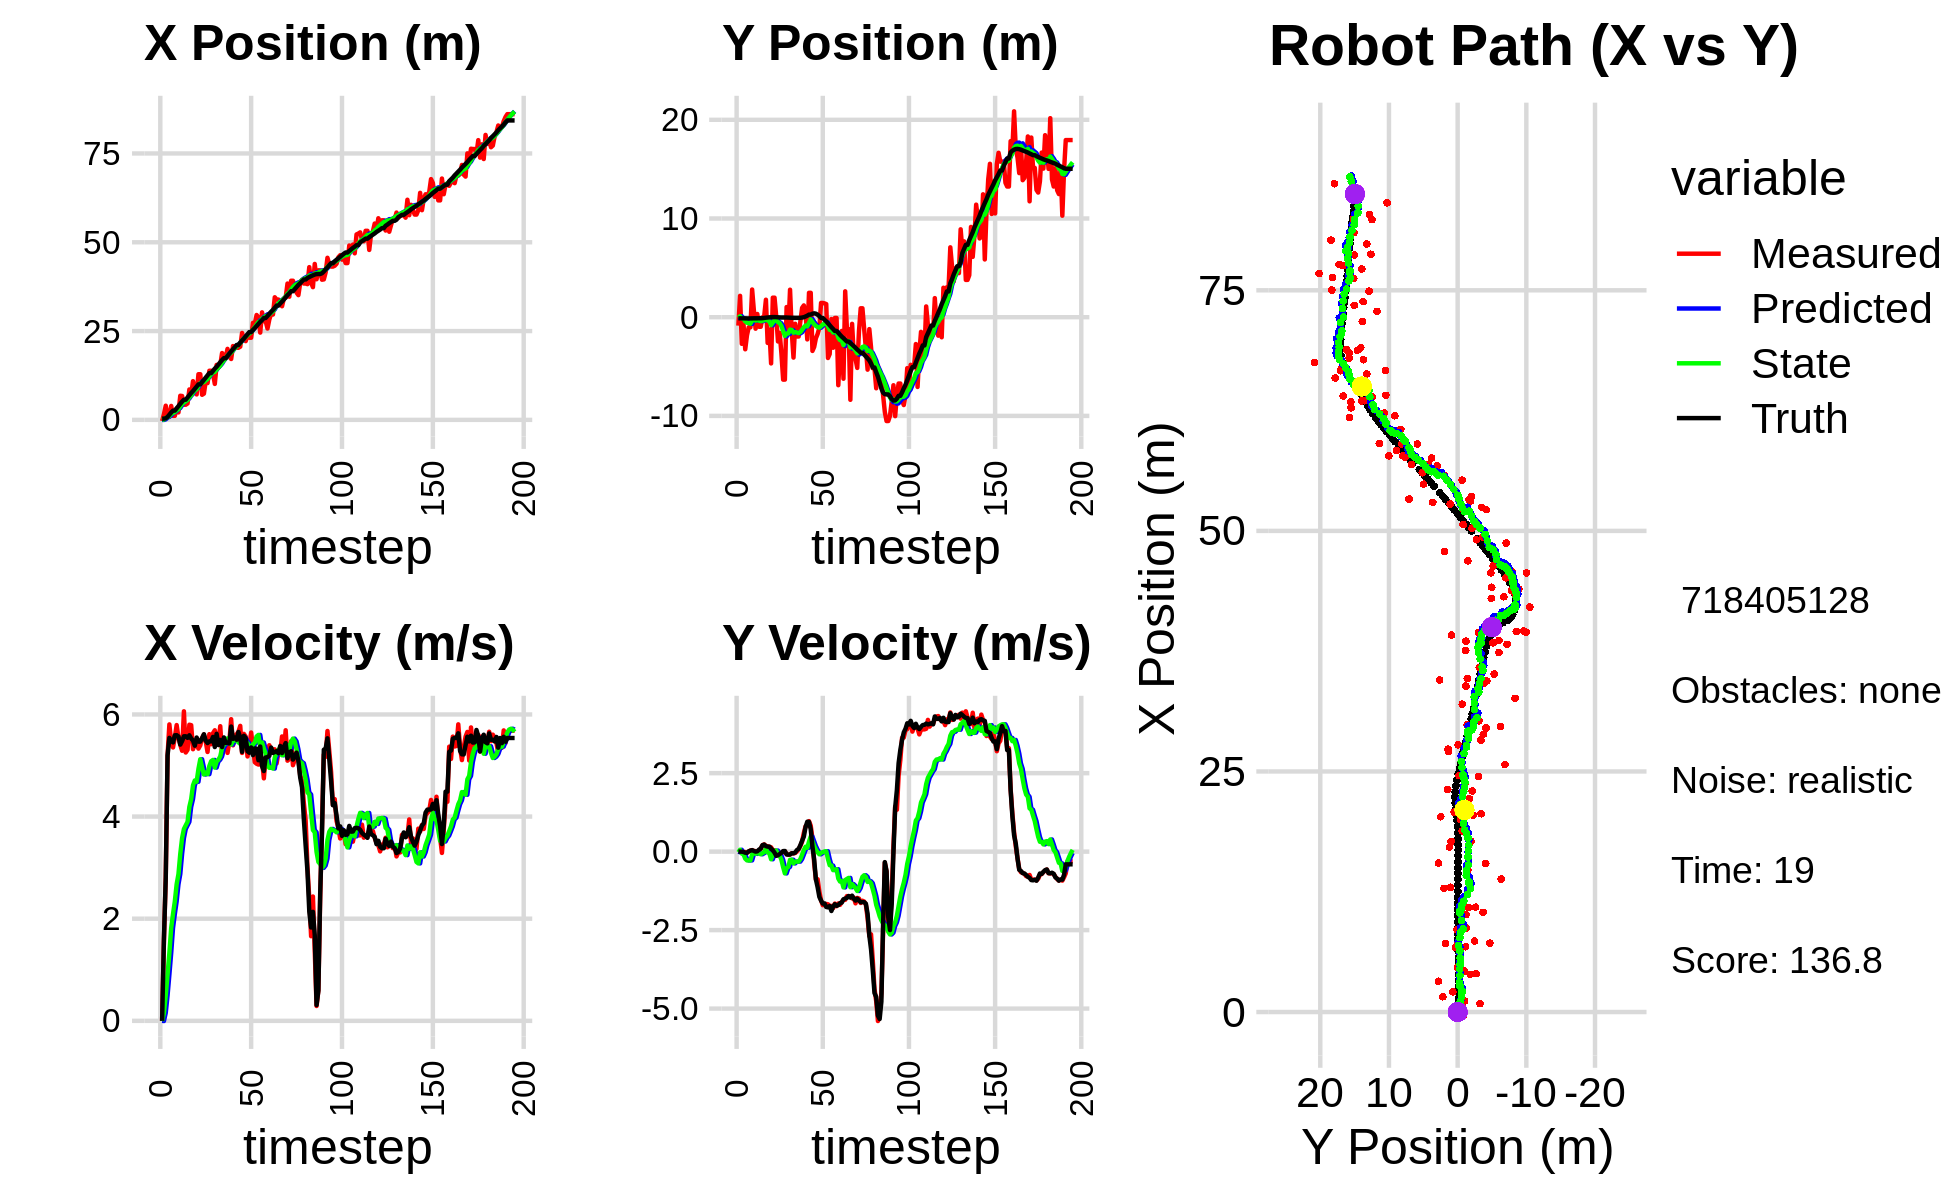 X Position (m)
75
50
25
0
0
50
100
150
200
timestep
Y Position (m)
20
10
0
-10
0
50
100
150
200
timestep
X Velocity (m/s)
6
4
2
0
0
50
100
150
200
timestep
Y Velocity (m/s)
2.5
0.0
-2.5
-5.0
0
50
100
150
200
timestep
Robot Path (X vs Y)
X Position (m)
75
50
25
0
20
10
0
-10
-20
Y Position (m)
variable
Measured
Predicted
State
Truth
718405128
Obstacles: none
Noise: realistic
Time: 19
Score: 136.8